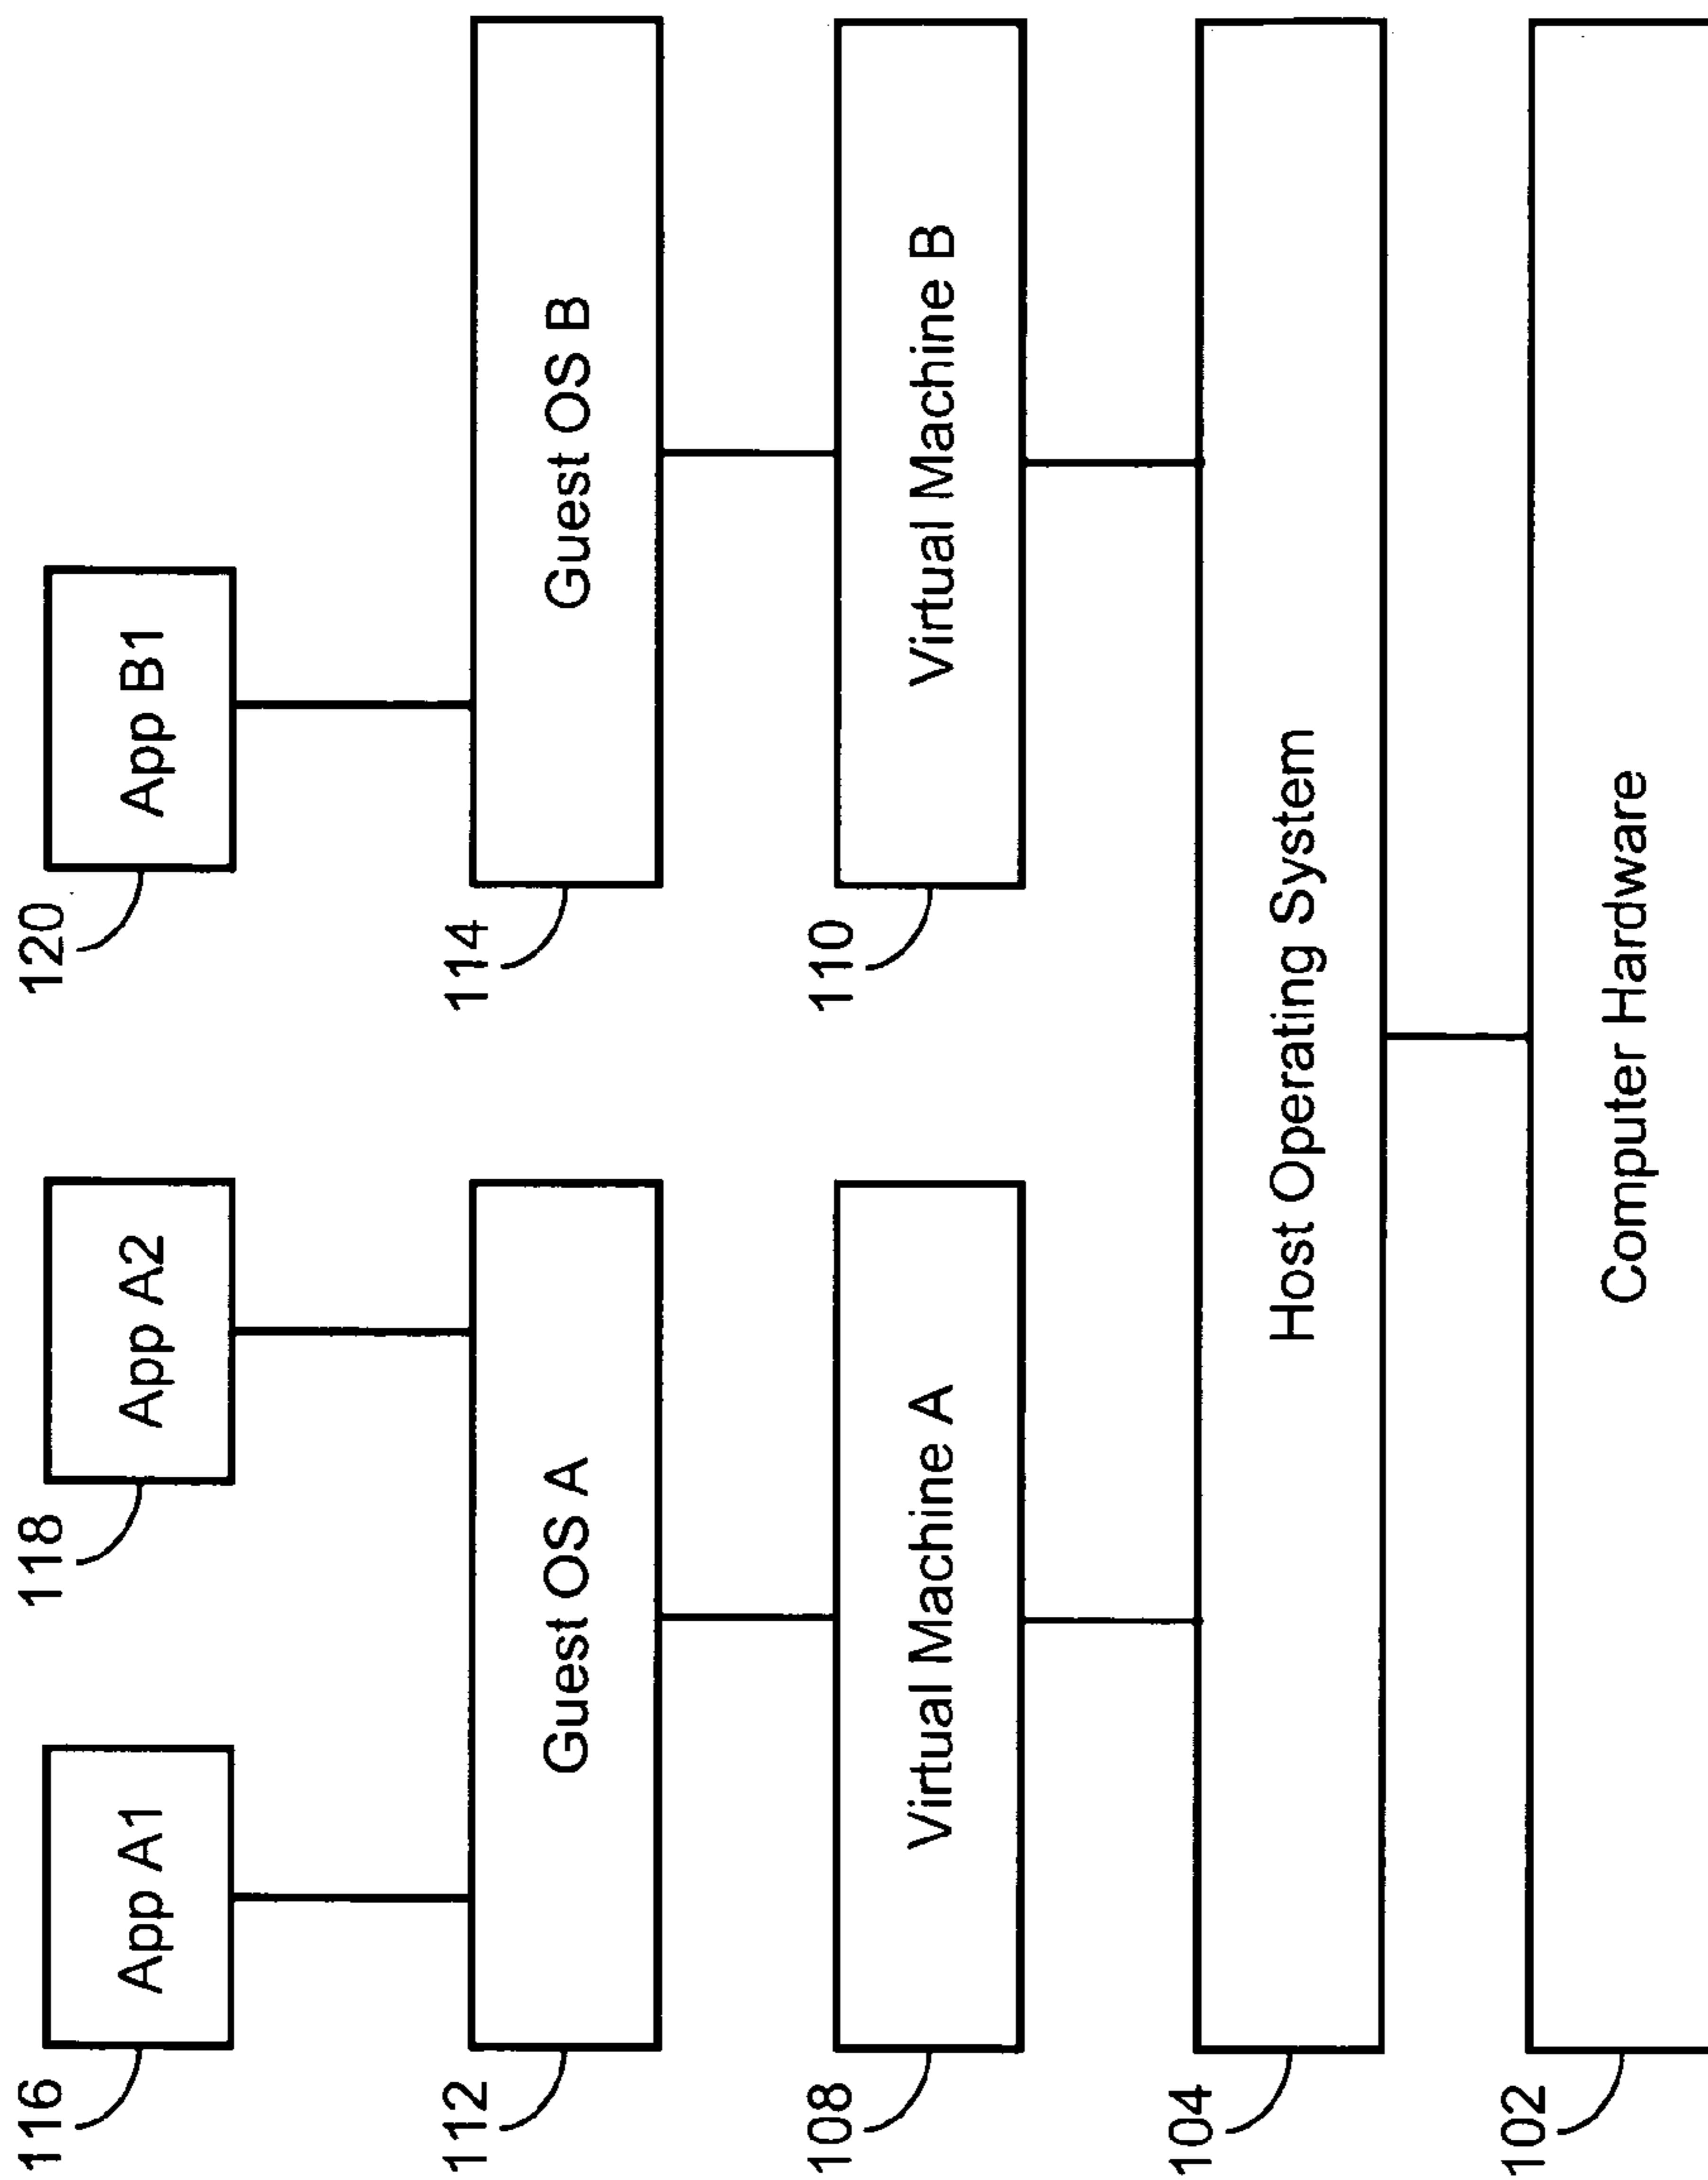 116
App A1
118
App A2
120
App B1
112
Guest OS A
114
Guest OS B
108
Virtual Machine A
110
Virtual Machine B
104
Host Operating System
102
Computer Hardware